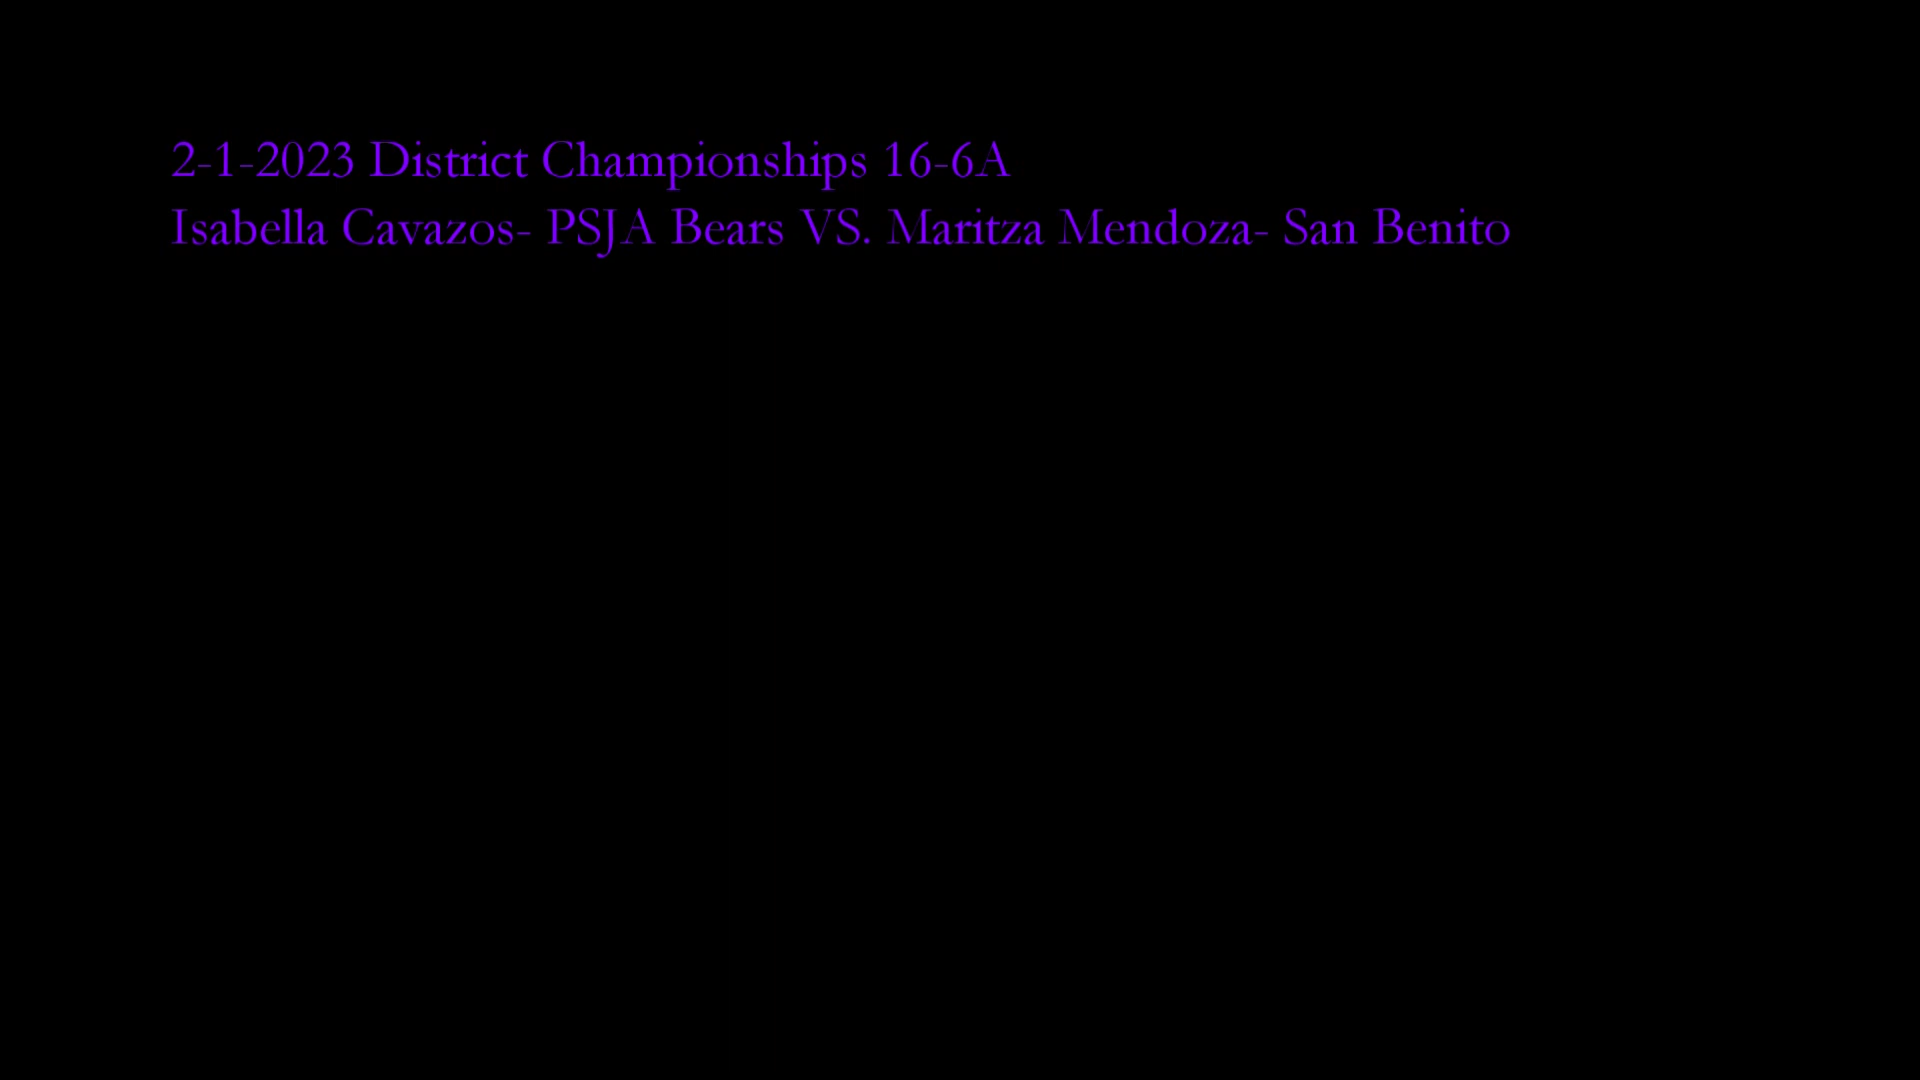 2-1-2023 District Championships 16-6A
Isabella Cavazos- PSJA Bears VS. Maritza Mendoza- San Benito